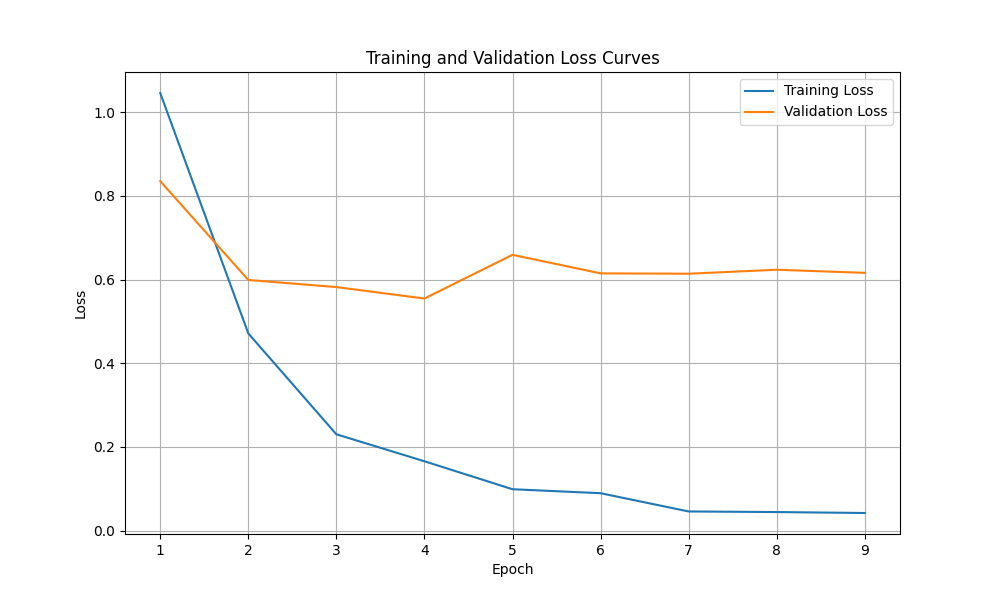 Training and Validation Loss Curves
Training Loss
Validation Loss
1.0
0.8
0.6
0.4
0.2
0.0
Loss
1 2 3 4 5 6 7 8 9
Epoch